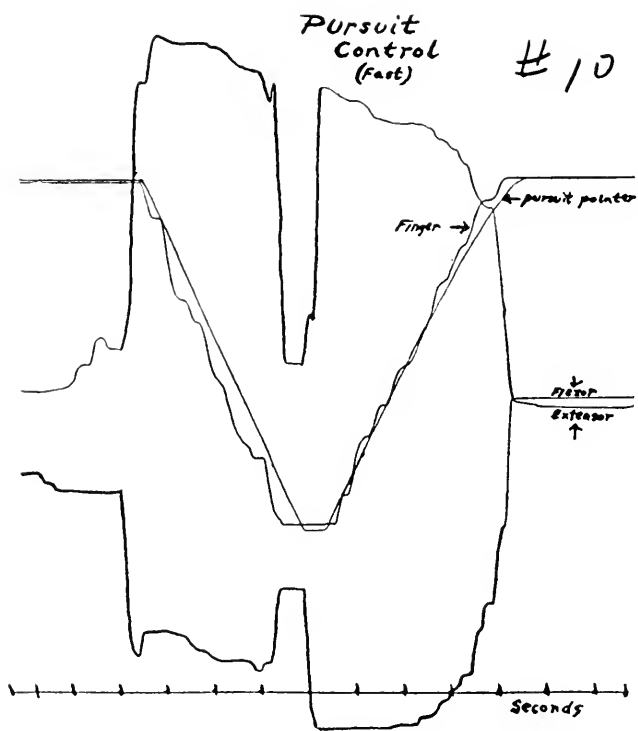 Pursuit
Control
(Fast)
# 10
pursuit pointer
Finger
Flexor
Extensor
Seconds